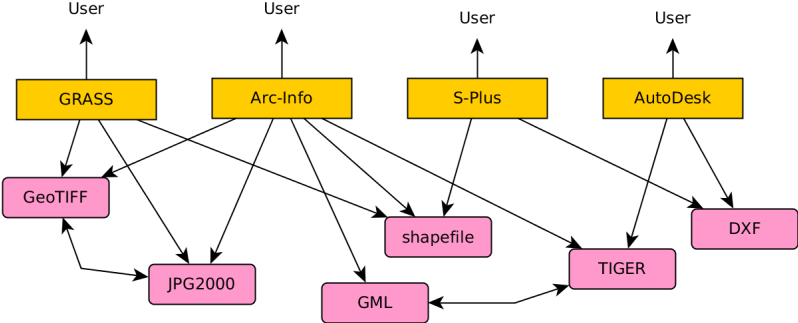 User
User
User
User
GRASS
Arc-Info
S-Plus
AutoDesk
GeoTIFF
shapefile
DXF
JPG2000
TIGER
GML